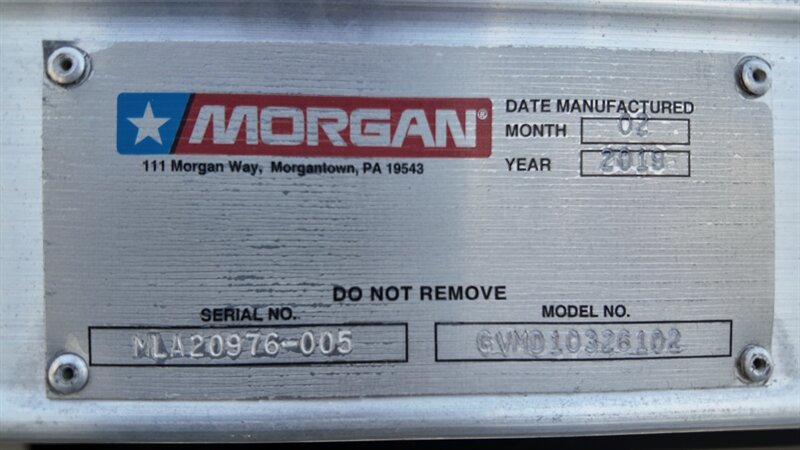 MORGAN®
111 Morgan Way, Morgantown, PA 19543
DATE MANUFACTURED
MONTH 02
YEAR 2019
DO NOT REMOVE
SERIAL NO.
MLA20976-005
MODEL NO.
GVMD10326102